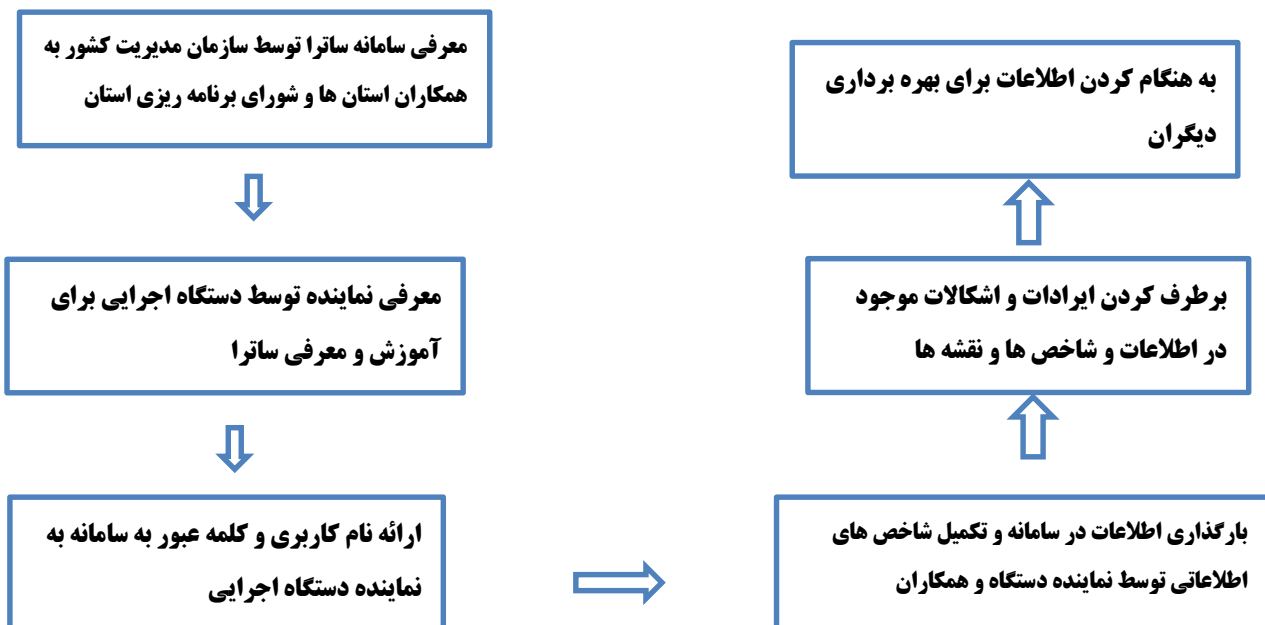 معرفی سامانه ساترا توسط سازمان مدیریت کشور به
همکاران استان ها و شورای برنامه ریزی استان
معرفی نماینده توسط دستگاه اجرایی برای
آموزش و معرفی ساترا
ارائه نام کاربری و کلمه عبور به سامانه به
نماینده دستگاه اجرایی
بارگذاری اطلاعات در سامانه و تکمیل شاخص های
اطلاعاتی توسط نماینده دستگاه و همکاران
برطرف کردن ایرادات و اشکالات موجود
در اطلاعات و شاخص ها و نقشه ها
به هنگام کردن اطلاعات برای بهره برداری
دیگران